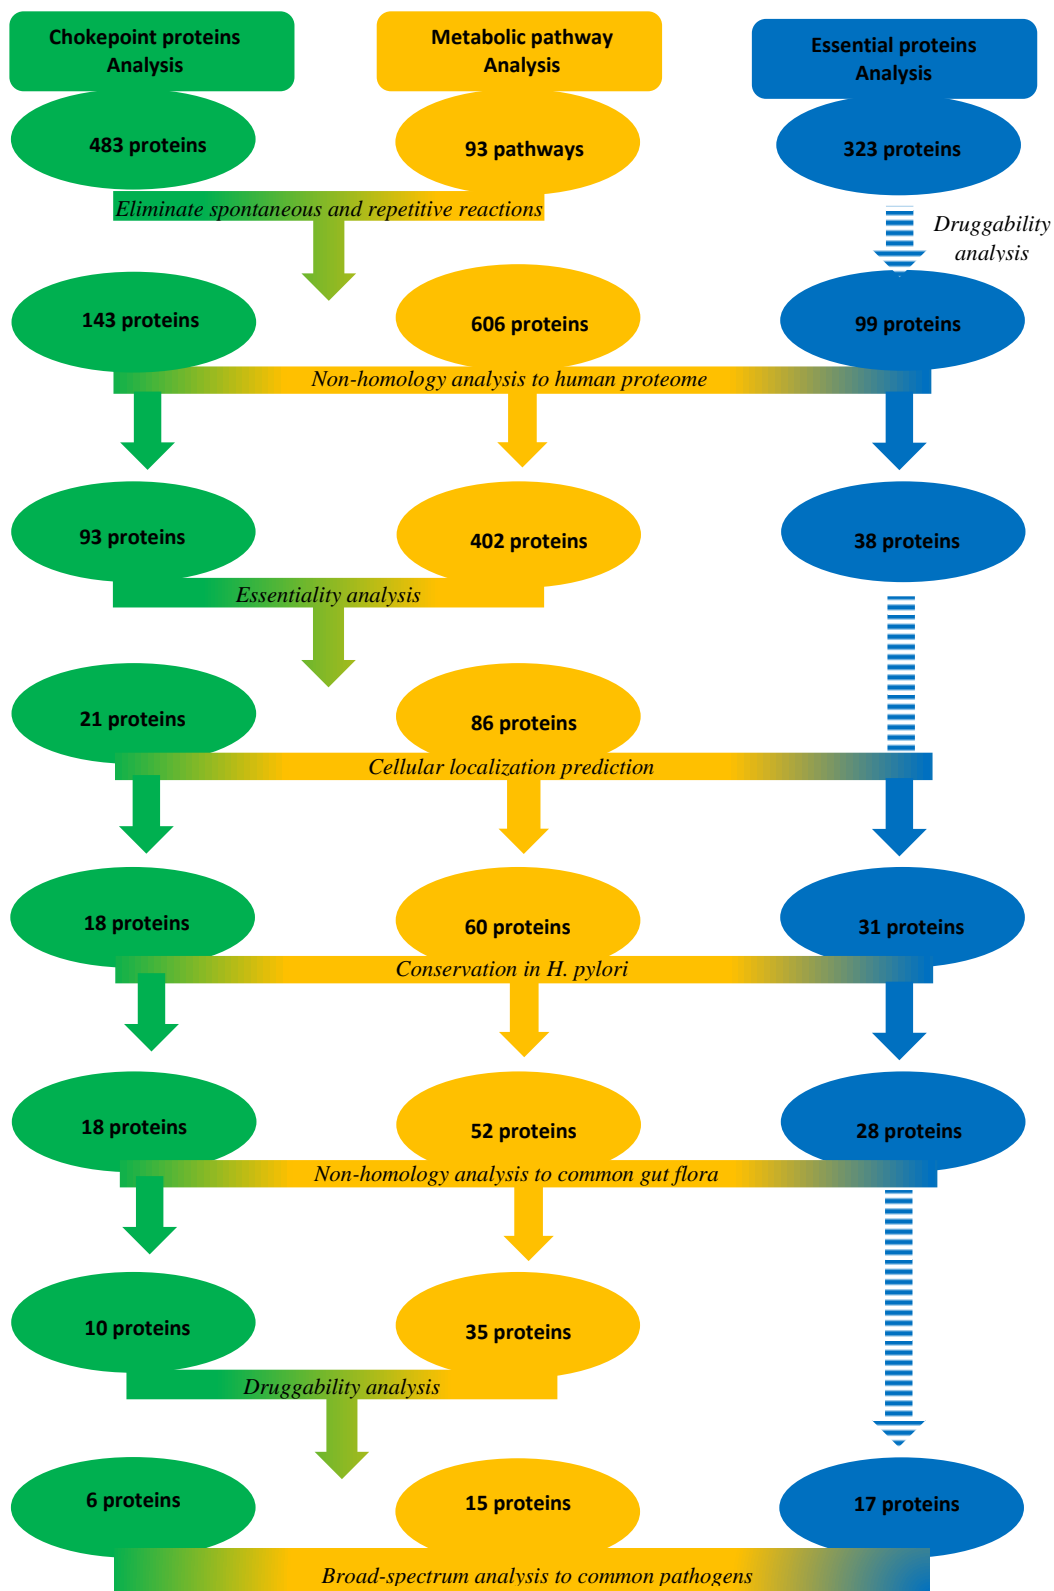 Chokepoint proteins
Analysis
Metabolic pathway
Analysis
Essential proteins
Analysis
483 proteins
93 pathways
323 proteins
Eliminate spontaneous and repetitive reactions
Druggability
analysis
143 proteins
606 proteins
99 proteins
Non-homology analysis to human proteome
93 proteins
402 proteins
38 proteins
Essentiality analysis
21 proteins
86 proteins
Cellular localization prediction
18 proteins
60 proteins
31 proteins
Conservation in H. pylori
18 proteins
52 proteins
28 proteins
Non-homology analysis to common gut flora
10 proteins
35 proteins
Druggability analysis
6 proteins
15 proteins
17 proteins
Broad-spectrum analysis to common pathogens